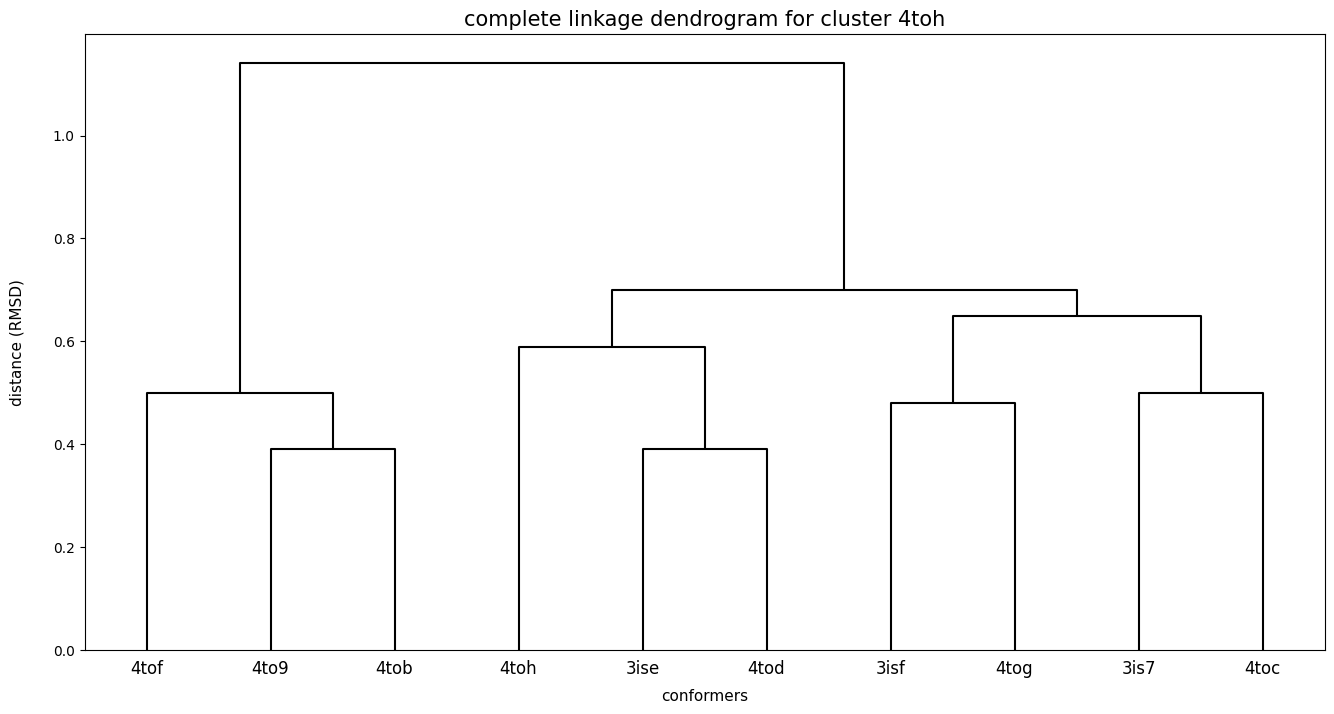 complete linkage dendrogram for cluster 4toh
1.0
0.8
0.6
0.4
0.2
0.0
distance (RMSD)
4tof 4to9 4tob 4toh 3ise 4tod 3isf 4tog 3is7 4toc
conformers